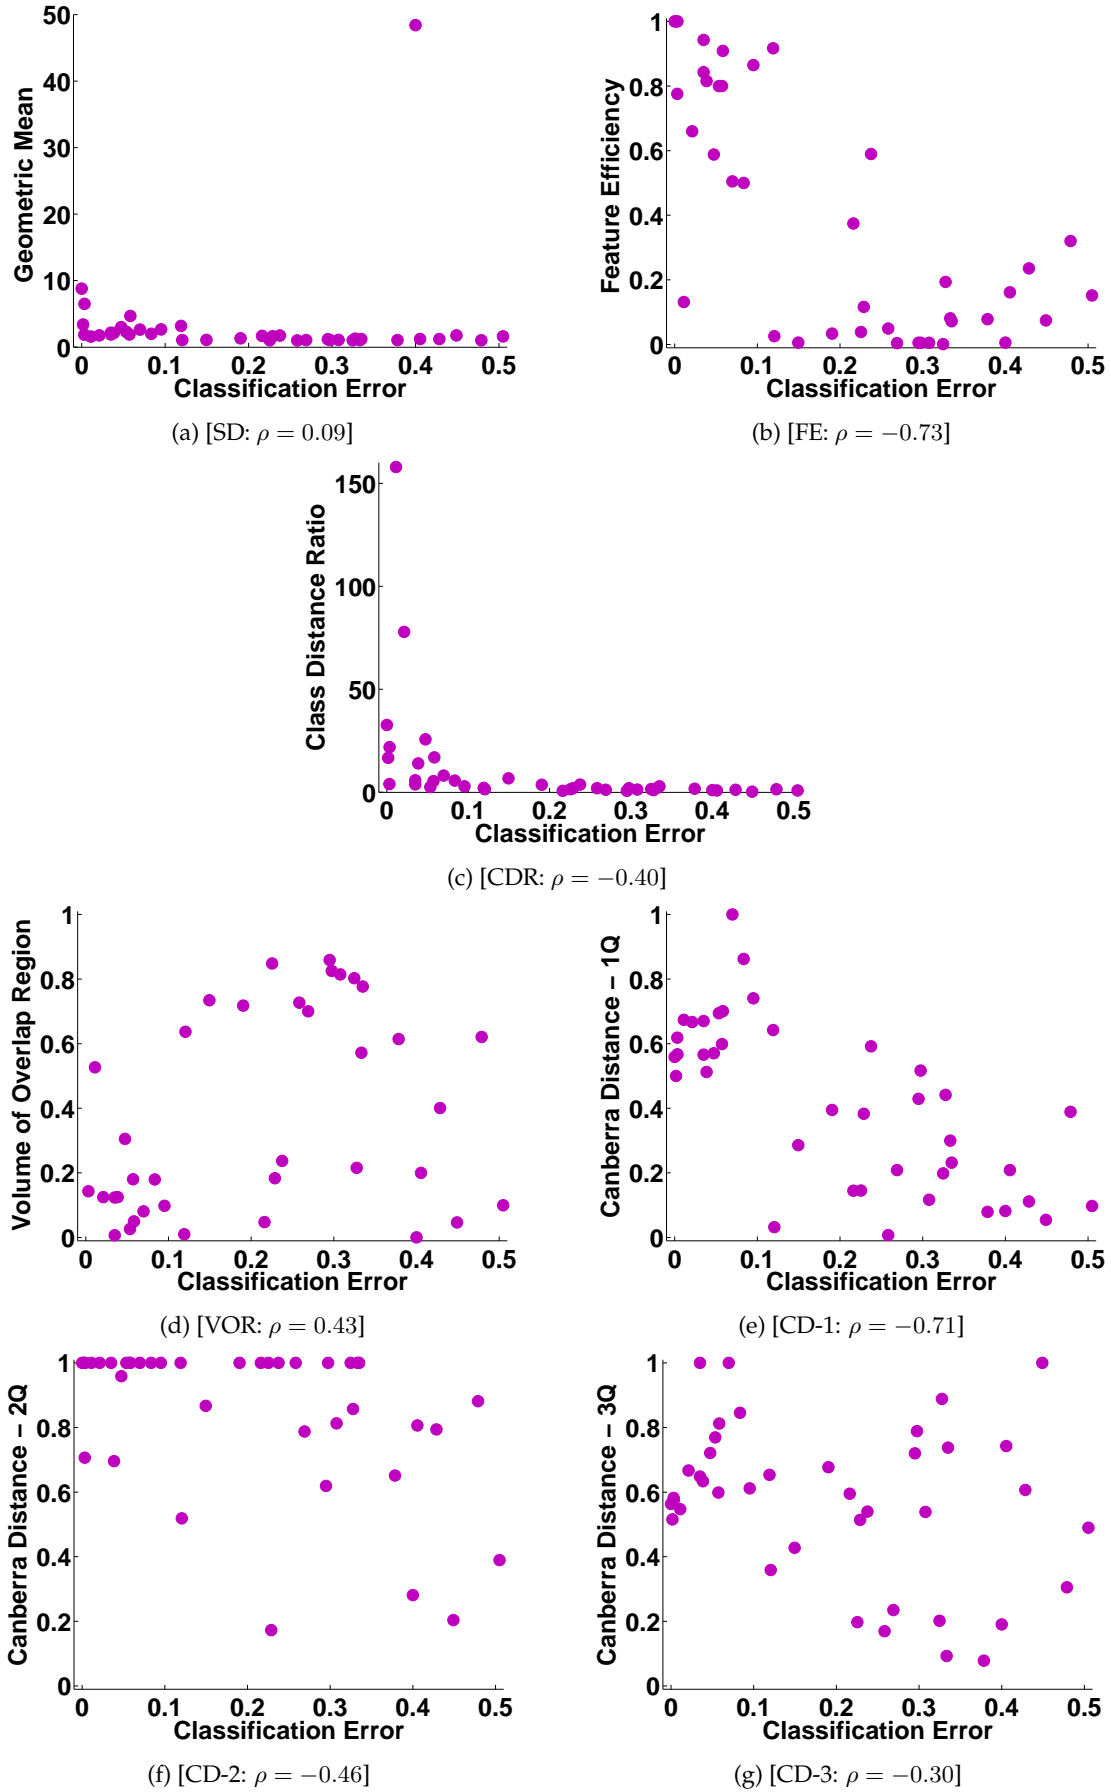 50
40
30
20
10
0
Geometric Mean
0 0.1 0.2 0.3 0.4 0.5
Classification Error
(a) [SD: ρ = 0.09]
1
0.8
0.6
0.4
0.2
0
Feature Efficiency
0 0.1 0.2 0.3 0.4 0.5
Classification Error
(b) [FE: ρ = −0.73]
150
100
50
0
Class Distance Ratio
0 0.1 0.2 0.3 0.4 0.5
Classification Error
(c) [CDR: ρ = −0.40]
1
0.8
0.6
0.4
0.2
0
Volume of Overlap Region
0 0.1 0.2 0.3 0.4 0.5
Classification Error
(d) [VOR: ρ = 0.43]
1
0.8
0.6
0.4
0.2
0
Canberra Distance − 1Q
0 0.1 0.2 0.3 0.4 0.5
Classification Error
(e) [CD-1: ρ = −0.71]
1
0.8
0.6
0.4
0.2
0
Canberra Distance − 2Q
0 0.1 0.2 0.3 0.4 0.5
Classification Error
(f) [CD-2: ρ = −0.46]
1
0.8
0.6
0.4
0.2
0
Canberra Distance − 3Q
0 0.1 0.2 0.3 0.4 0.5
Classification Error
(g) [CD-3: ρ = −0.30]